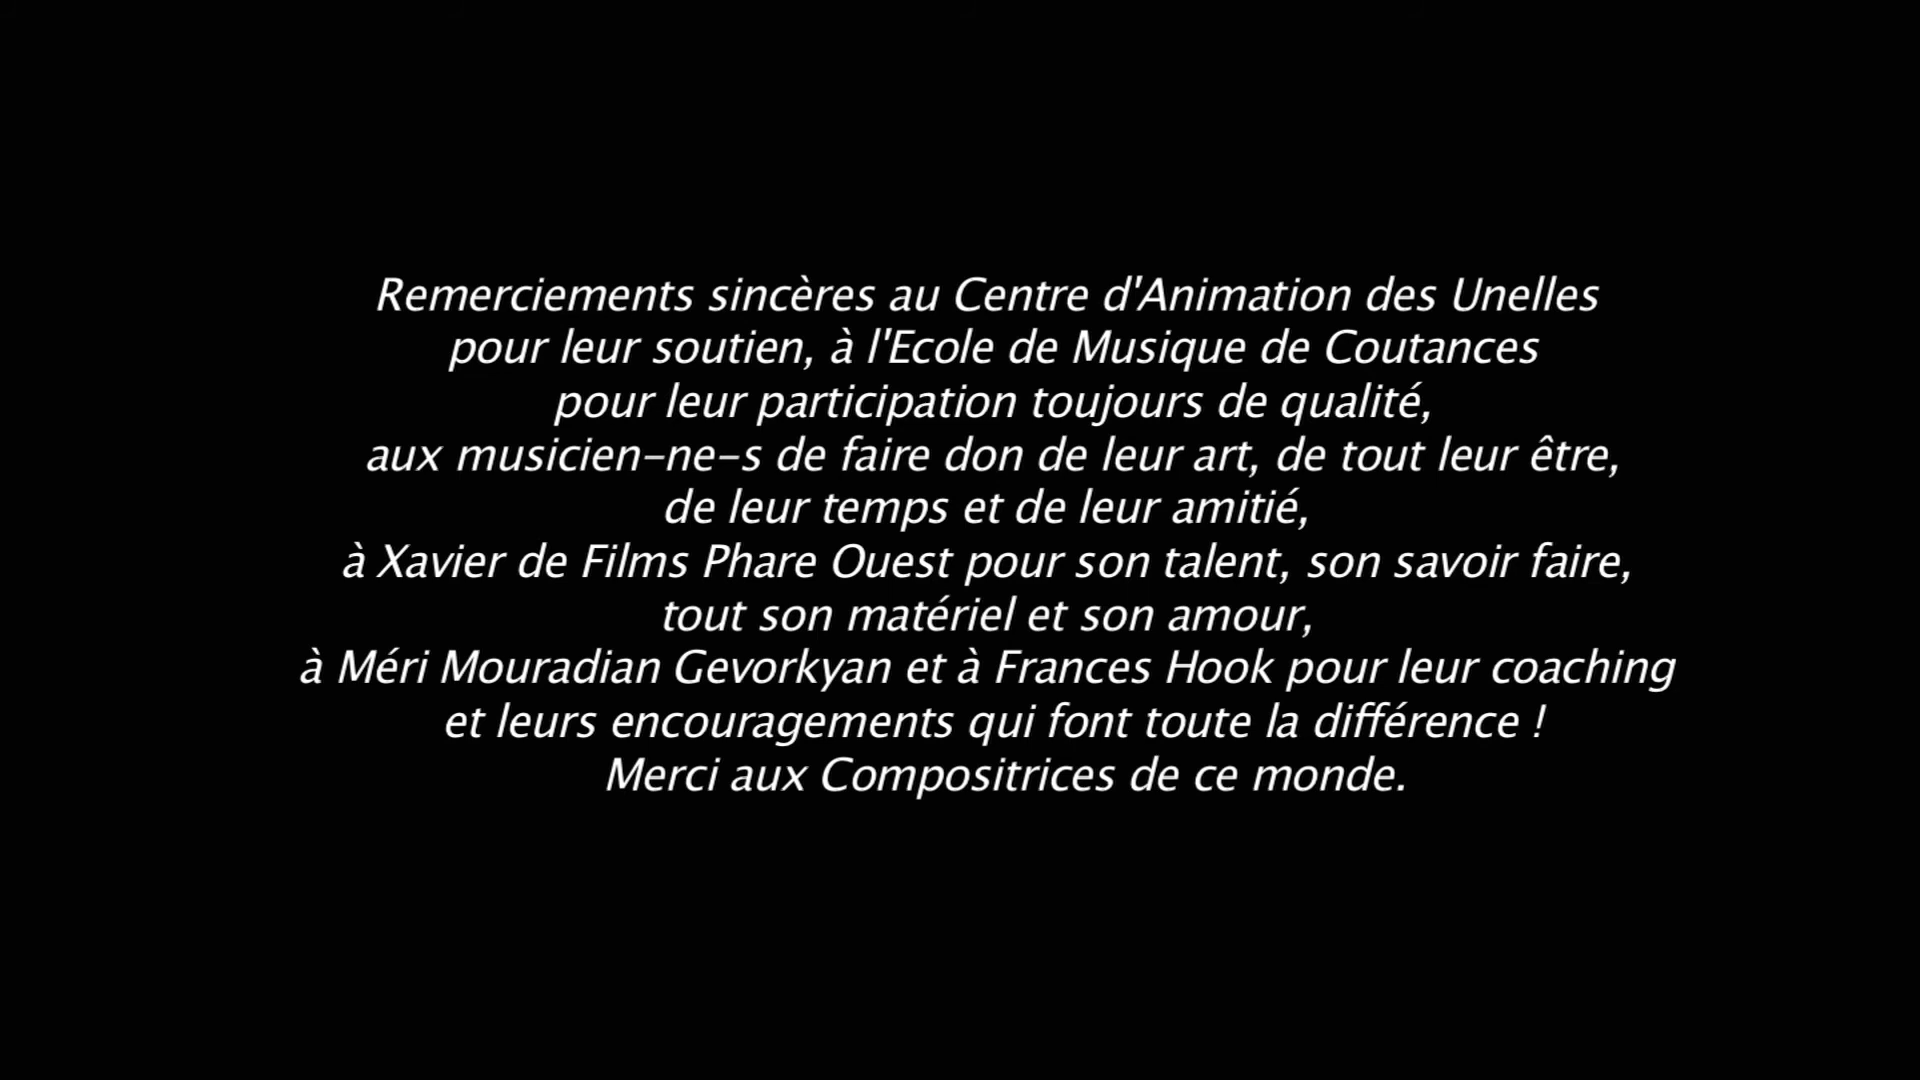 Remerciements sincères au Centre d'Animation des Unelles
pour leur soutien, à l'Ecole de Musique de Coutances
pour leur participation toujours de qualité,
aux musicien-ne-s de faire don de leur art, de tout leur être,
de leur temps et de leur amitié,
à Xavier de Films Phare Ouest pour son talent, son savoir faire,
tout son matériel et son amour,
à Méri Mouradian Gevorkyan et à Frances Hook pour leur coaching
et leurs encouragements qui font toute la différence !
Merci aux Compositrices de ce monde.